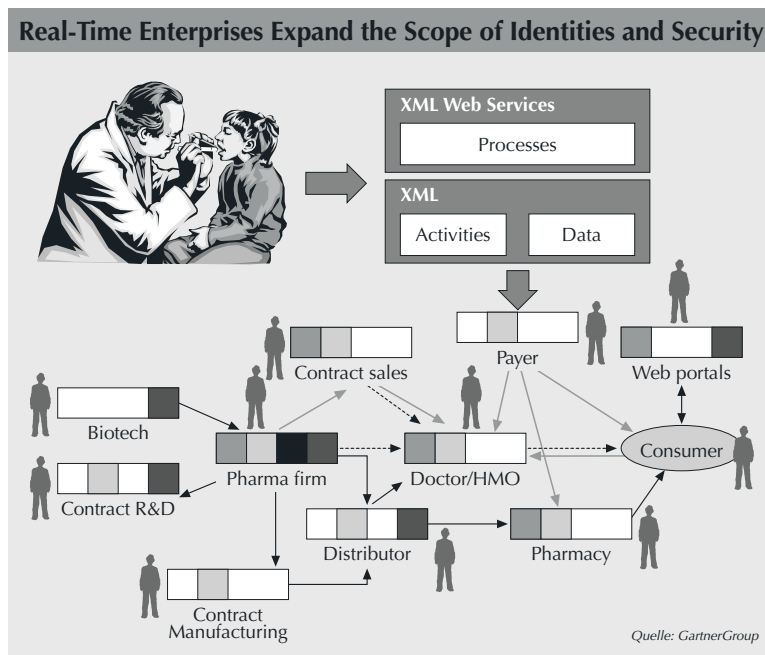 Real-Time Enterprises Expand the Scope of Identities and Security
XML Web Services
Processes
XML
Activities
Data
Payer
Web portals
Contract sales
Biotech
Pharma firm
Doctor/HMO
Consumer
Contract R&D
Distributor
Pharmacy
Contract
Manufacturing
Quelle: GartnerGroup